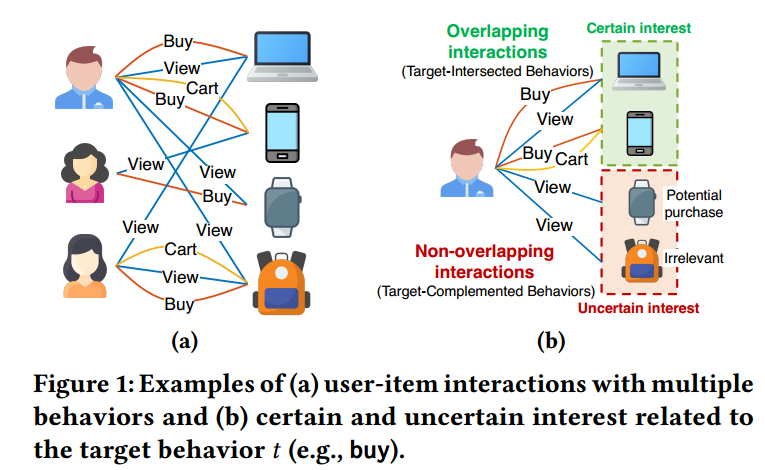 Buy
View
Cart
Buy
View
View
Buy
View
View
Cart
View
Buy
(a)
Overlapping
interactions
(Target-Intersected Behaviors)
Certain interest
Buy
View
Buy
Cart
View
View
Potential
purchase
Irrelevant
Non-overlapping
interactions
(Target-Complemented Behaviors)
Uncertain interest
(b)
Figure 1: Examples of (a) user-item interactions with multiple
behaviors and (b) certain and uncertain interest related to
the target behavior t (e.g., buy).